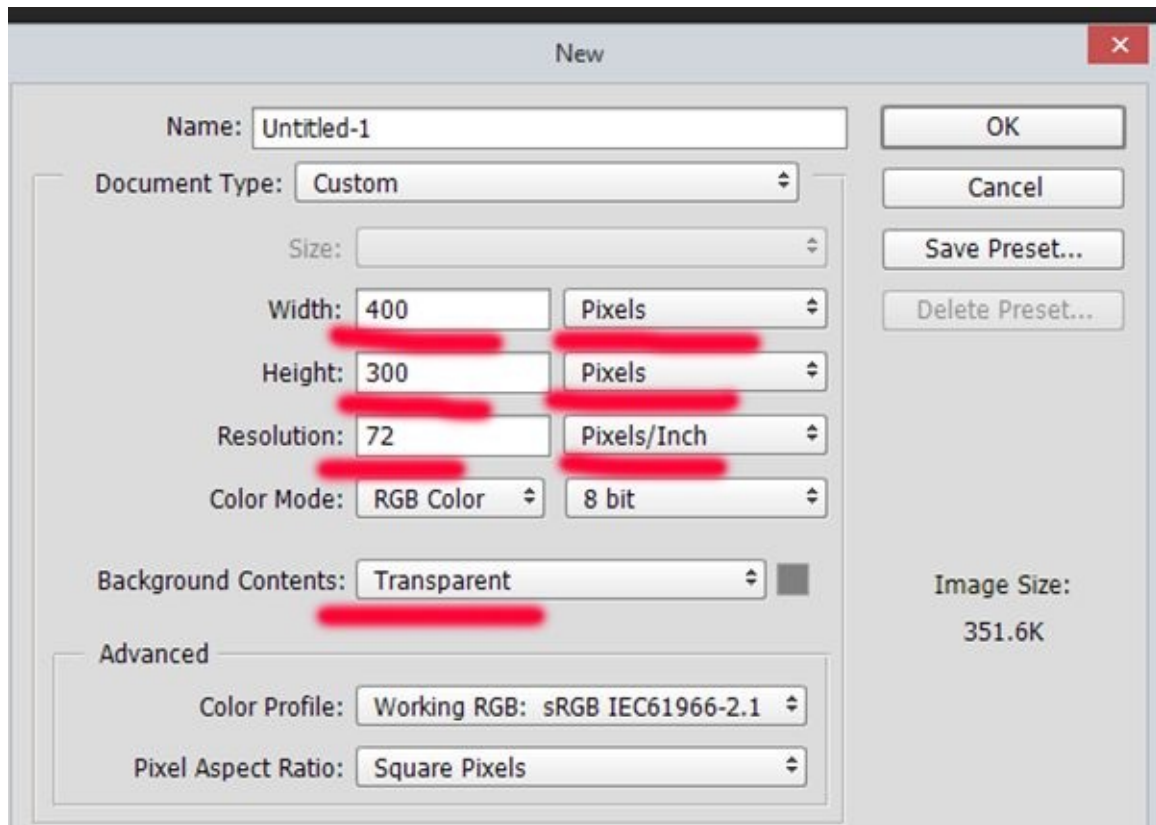 New
Name: Untitled-1
OK
Document Type: Custom
Cancel
Size:
Save Preset...
Width: 400 Pixels
Delete Preset...
Height: 300 Pixels
Resolution: 72 Pixels/Inch
Color Mode: RGB Color 8 bit
Background Contents: Transparent
Image Size:
351.6K
Advanced
Color Profile: Working RGB: sRGB IEC61966-2.1
Pixel Aspect Ratio: Square Pixels